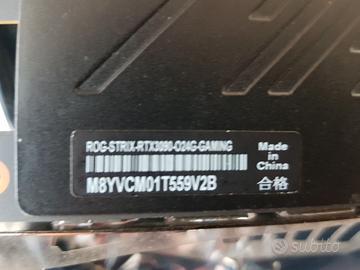 ROG-STRIX-RTX3090-O24G-GAMING
Made in
China
M8YVCM01T559V2B
合格
subito